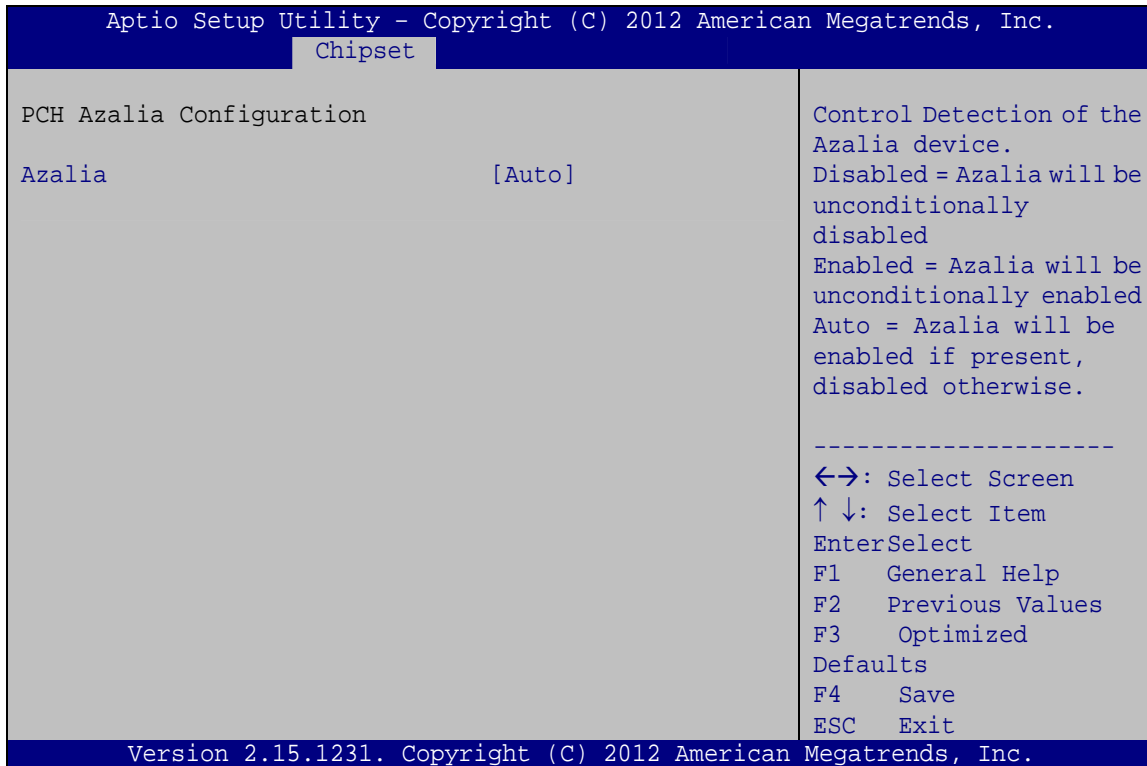 Aptio Setup Utility – Copyright (C) 2012 American Megatrends, Inc.
Chipset
PCH Azalia Configuration
Azalia [Auto]
Control Detection of the
Azalia device.
Disabled = Azalia will be
unconditionally
disabled
Enabled = Azalia will be
unconditionally enabled
Auto = Azalia will be
enabled if present,
disabled otherwise.
---------------------
←→: Select Screen
↑ ↓: Select Item
EnterSelect
F1 General Help
F2 Previous Values
F3 Optimized
Defaults
F4 Save
ESC Exit
Version 2.15.1231. Copyright (C) 2012 American Megatrends, Inc.